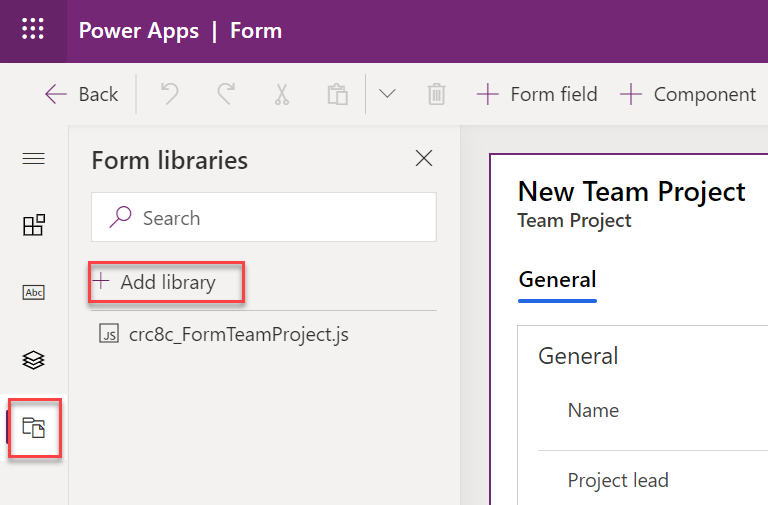 Power Apps | Form
Back
Form field
Component
Form libraries
Search
Add library
JS crc8c_FormTeamProject.js
Abc
New Team Project
Team Project
General
General
Name
Project lead